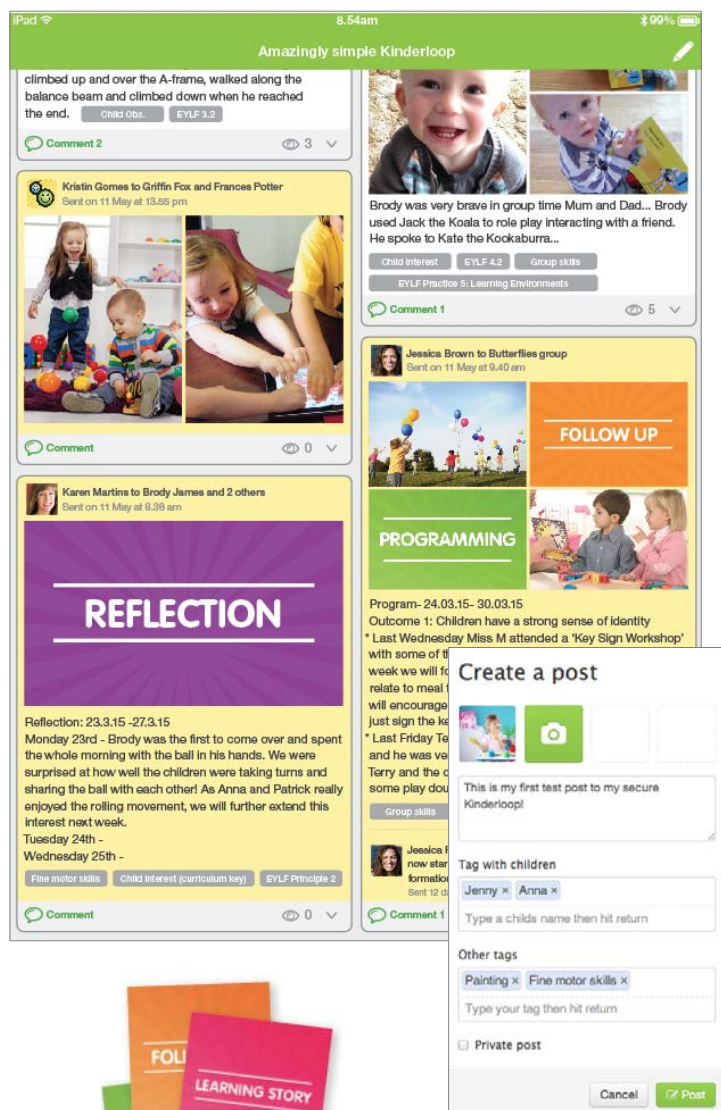 iPad
8.54am
99%
Amazingly simple Kinderloop
climbed up and over the A-frame, walked along the
balance beam and climbed down when he reached
the end. Child Obs. EYLF 3.2
Comment 2
3
Kristin Gomes to Griffin Fox and Frances Potter
Sent on 11 May at 13.55 pm
Comment
0
Karen Martins to Brody James and 2 others
Sent on 11 May at 8.38 am
REFLECTION
Reflection: 23.3.15 -27.3.15
Monday 23rd - Brody was the first to come over and spent
the whole morning with the ball in his hands. We were
surprised at how well the children were taking turns and
sharing the ball with each other! As Anna and Patrick really
enjoyed the rolling movement, we will further extend this
interest next week.
Tuesday 24th -
Wednesday 25th -
Fine motor skills Child Interest (curriculum key) EYLF Principle 2
Comment
0
Brody was very brave in group time Mum and Dad... Brody
used Jack the Koala to role play interacting with a friend.
He spoke to Kate the Kookaburra...
Child Interest EYLF 4.2 Group skills
EYLF Practice 5: Learning Environments
Comment 1
5
Jessica Brown to Butterflies group
Sent on 11 May at 9.40 am
FOLLOW UP
PROGRAMMING
Program- 24.03.15- 30.03.15
Outcome 1: Children have a strong sense of identity
* Last Wednesday Miss M attended a 'Key Sign Workshop'
with some of
week we will
relate to meal
will encourage
just sign the
* Last Friday
and he was
Terry and the
some play
Group skills
Jessica
now
formation
Sent 12
Comment 1
Create a post
This is my first test post to my secure
Kinderloop!
Tag with children
Jenny × Anna ×
Type a childs name then hit return
Other tags
Painting × Fine motor skills ×
Type your tag then hit return
Private post
Cancel
Post
FOLL
LEARNING STORY